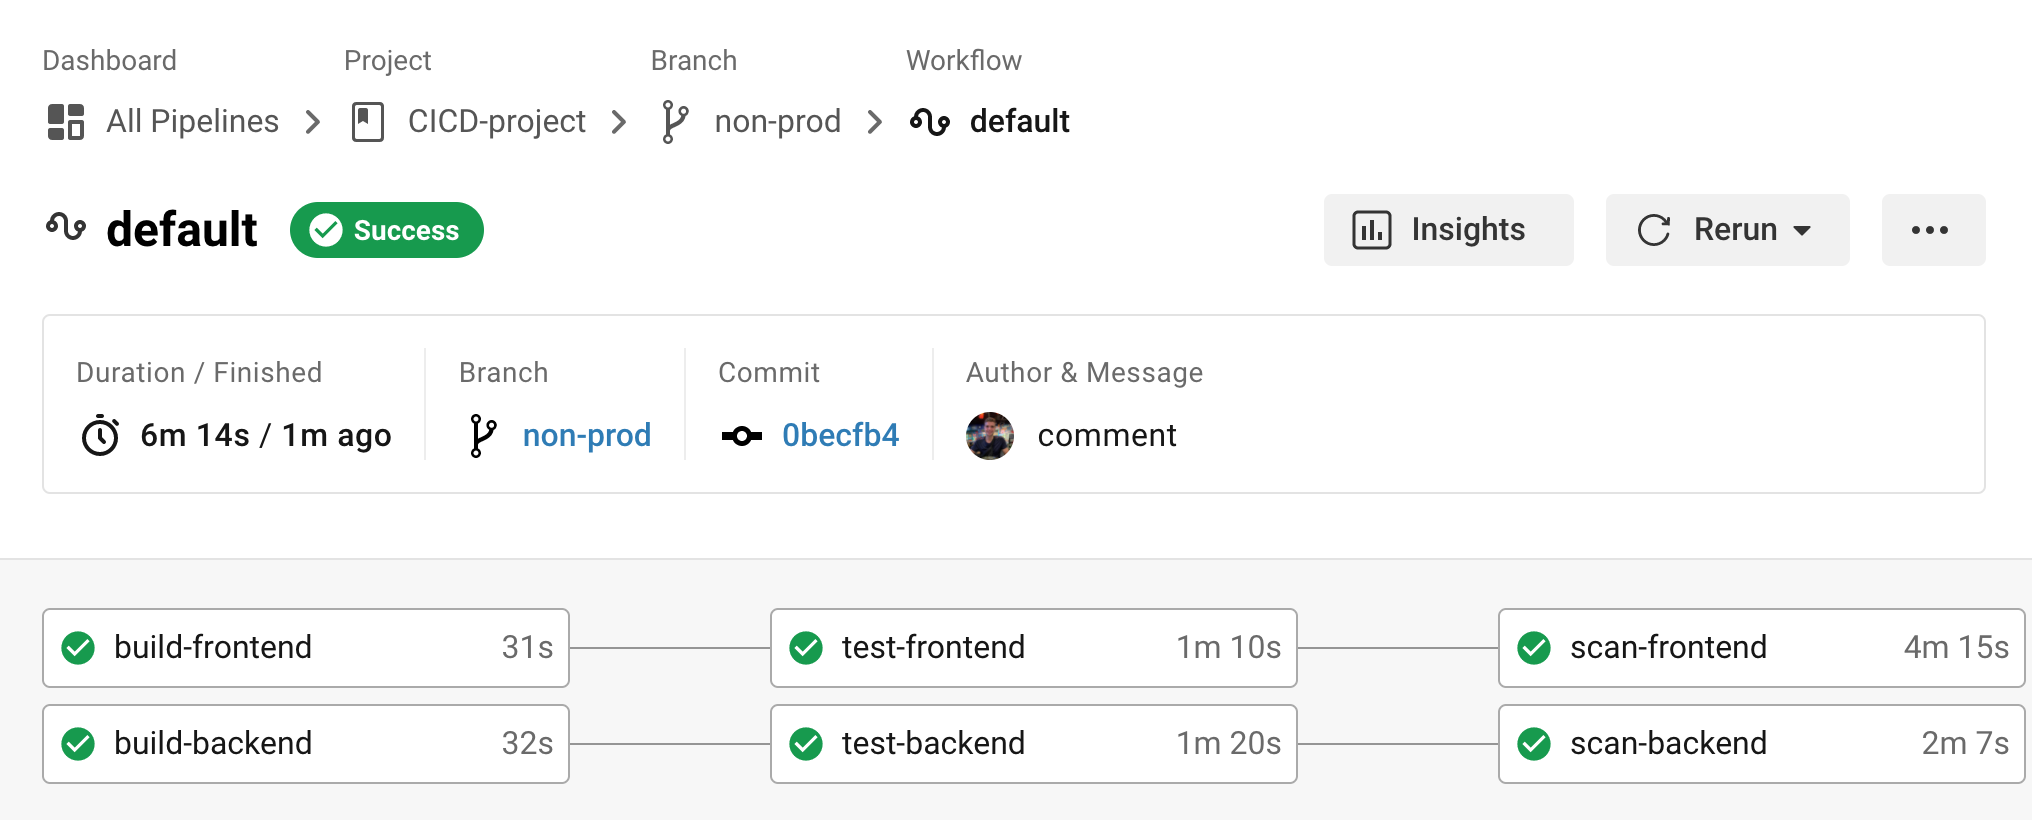 Dashboard Project Branch Workflow
All Pipelines CICD-project non-prod default
default Success Insights Rerun
Duration / Finished Branch Commit Author & Message
6m 14s / 1m ago non-prod 0becfb4 comment
build-frontend 31s test-frontend 1m 10s scan-frontend 4m 15s
build-backend 32s test-backend 1m 20s scan-backend 2m 7s